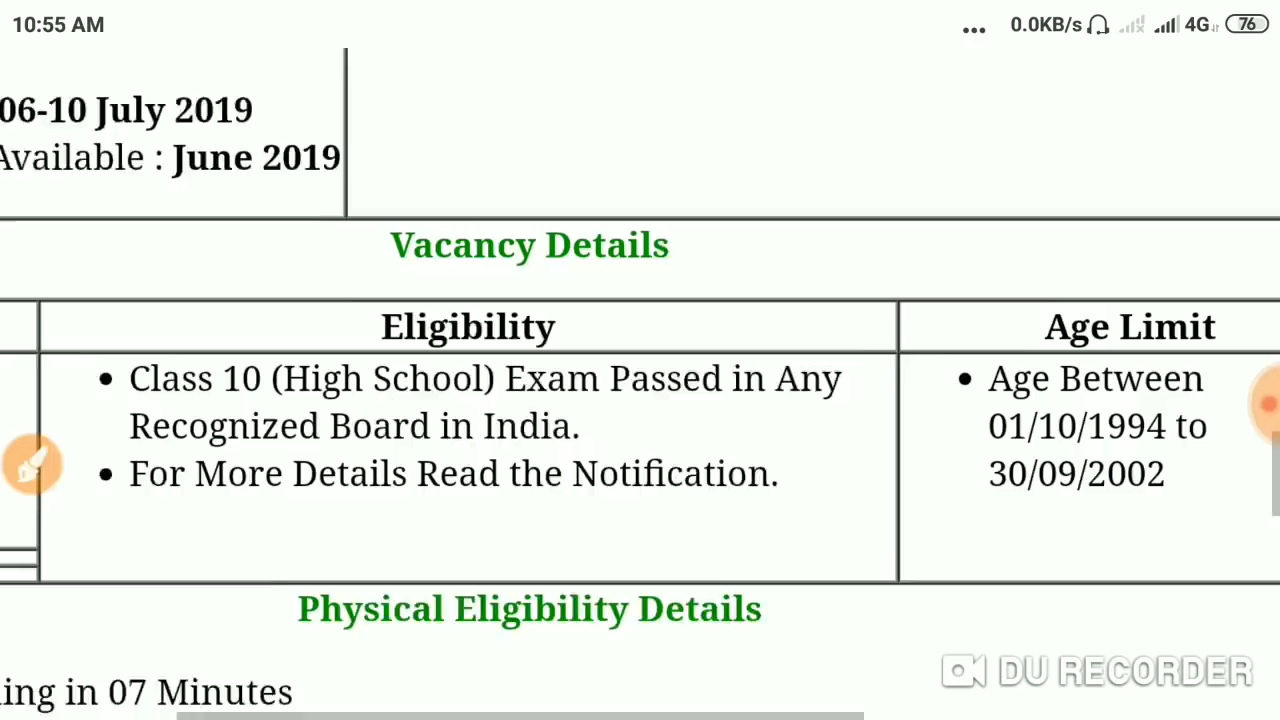 10:55 AM
... 0.0KB/s 4G 76
06-10 July 2019
Available : June 2019
Vacancy Details
Eligibility
Age Limit
• Class 10 (High School) Exam Passed in Any
Recognized Board in India.
• For More Details Read the Notification.
• Age Between
01/10/1994 to
30/09/2002
Physical Eligibility Details
ing in 07 Minutes
DU RECORDER